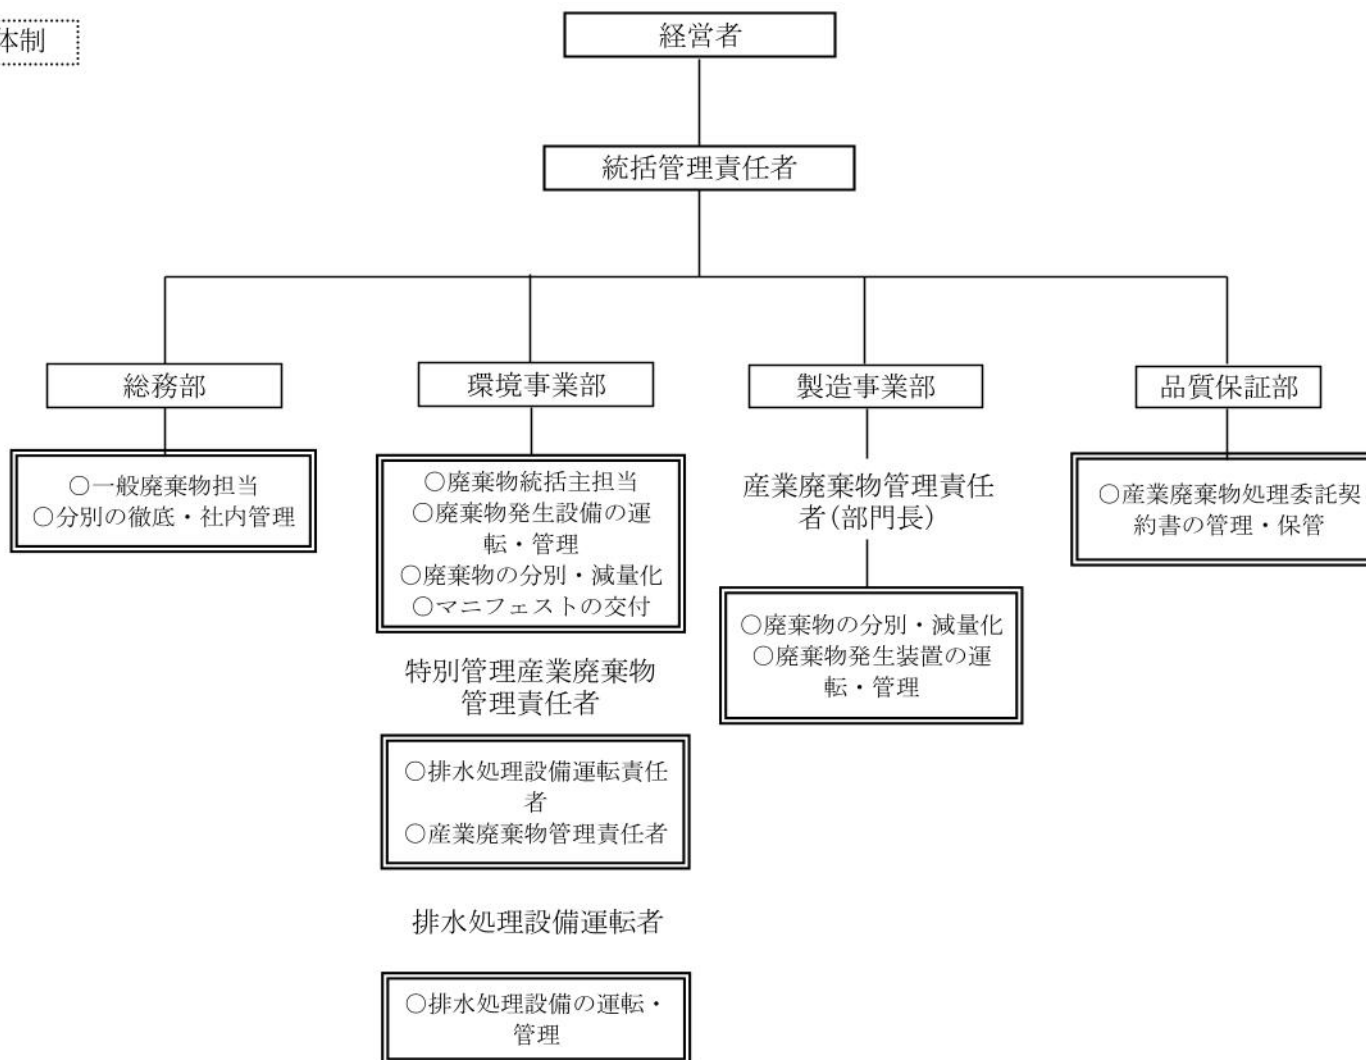 体制
経営者
統括管理責任者
総務部
○一般廃棄物担当
○分別の徹底・社内管理
環境事業部
○廃棄物統括主担当
○廃棄物発生設備の運
転・管理
○廃棄物の分別・減量化
○マニフェストの交付
特別管理産業廃棄物
管理責任者
○排水処理設備運転責任
者
○産業廃棄物管理責任者
排水処理設備運転者
○排水処理設備の運転・
管理
製造事業部
産業廃棄物管理責任
者(部門長)
○廃棄物の分別・減量化
○廃棄物発生装置の運
転・管理
品質保証部
○産業廃棄物処理委託契
約書の管理・保管